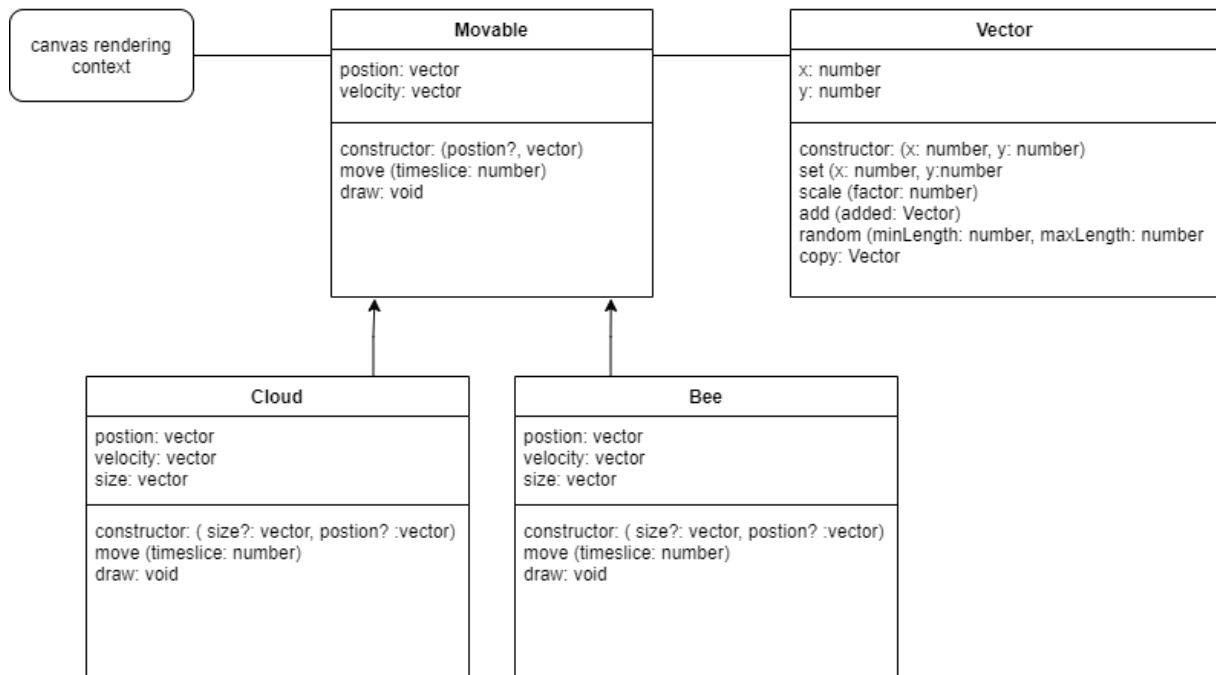 canvas rendering
context
Movable
postion: vector
velocity: vector
constructor: (postion?, vector)
move (timeslice: number)
draw: void
Vector
x: number
y: number
constructor: (x: number, y: number)
set (x: number, y:number
scale (factor: number)
add (added: Vector)
random (minLength: number, maxLength: number
copy: Vector
Cloud
postion: vector
velocity: vector
size: vector
constructor: ( size?: vector, postion? :vector)
move (timeslice: number)
draw: void
Bee
postion: vector
velocity: vector
size: vector
constructor: ( size?: vector, postion? :vector)
move (timeslice: number)
draw: void